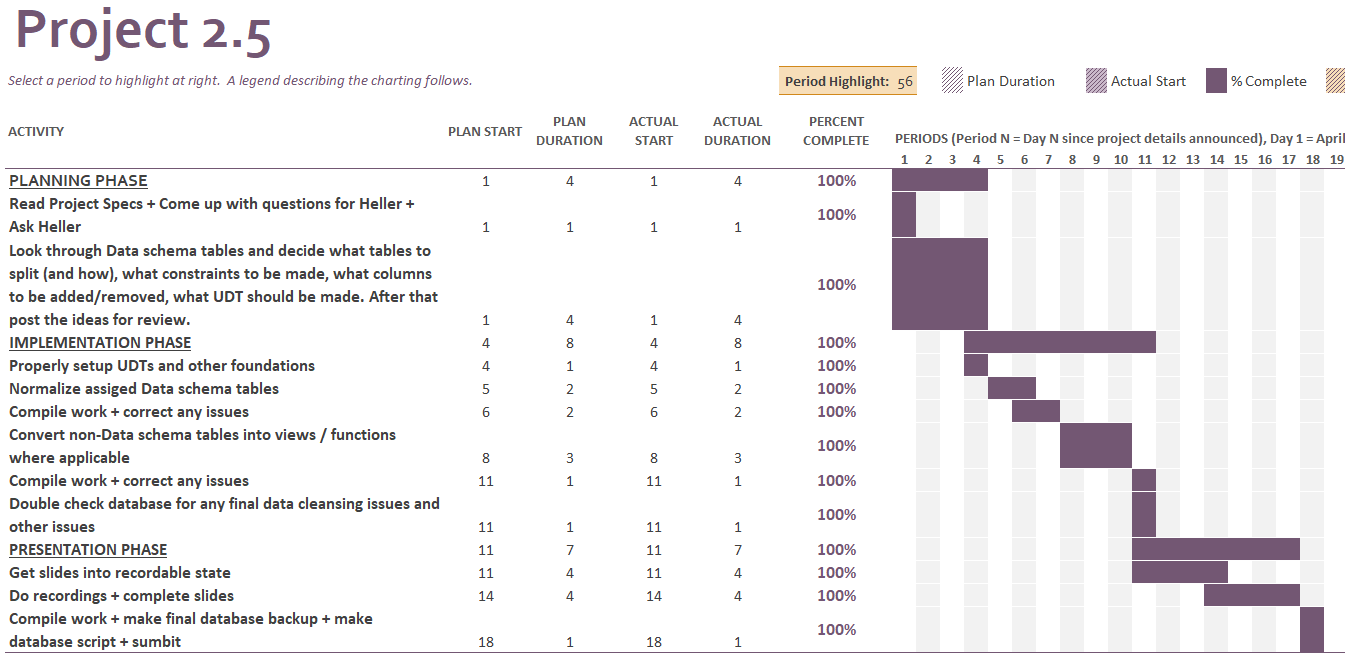 Project 2.5
Select a period to highlight at right.  A legend describing the charting follows.
Period Highlight: 56
Plan Duration
Actual Start
% Complete
ACTIVITY
PLAN START
PLAN
DURATION
ACTUAL
START
ACTUAL
DURATION
PERCENT
COMPLETE
PERIODS (Period N = Day N since project details announced), Day 1 = April
1 2 3 4 5 6 7 8 9 10 11 12 13 14 15 16 17 18 19
PLANNING PHASE 1 4 1 4 100%
Read Project Specs + Come up with questions for Heller +
Ask Heller 1 1 1 1 100%
Look through Data schema tables and decide what tables to
split (and how), what constraints to be made, what columns
to be added/removed, what UDT should be made. After that
post the ideas for review. 1 4 1 4 100%
IMPLEMENTATION PHASE 4 8 4 8 100%
Properly setup UDTs and other foundations 4 1 4 1 100%
Normalize assiged Data schema tables 5 2 5 2 100%
Compile work + correct any issues 6 2 6 2 100%
Convert non-Data schema tables into views / functions
where applicable 8 3 8 3 100%
Compile work + correct any issues 11 1 11 1 100%
Double check database for any final data cleansing issues and
other issues 11 1 11 1 100%
PRESENTATION PHASE 11 7 11 7 100%
Get slides into recordable state 11 4 11 4 100%
Do recordings + complete slides 14 4 14 4 100%
Compile work + make final database backup + make
database script + sumbit 18 1 18 1 100%